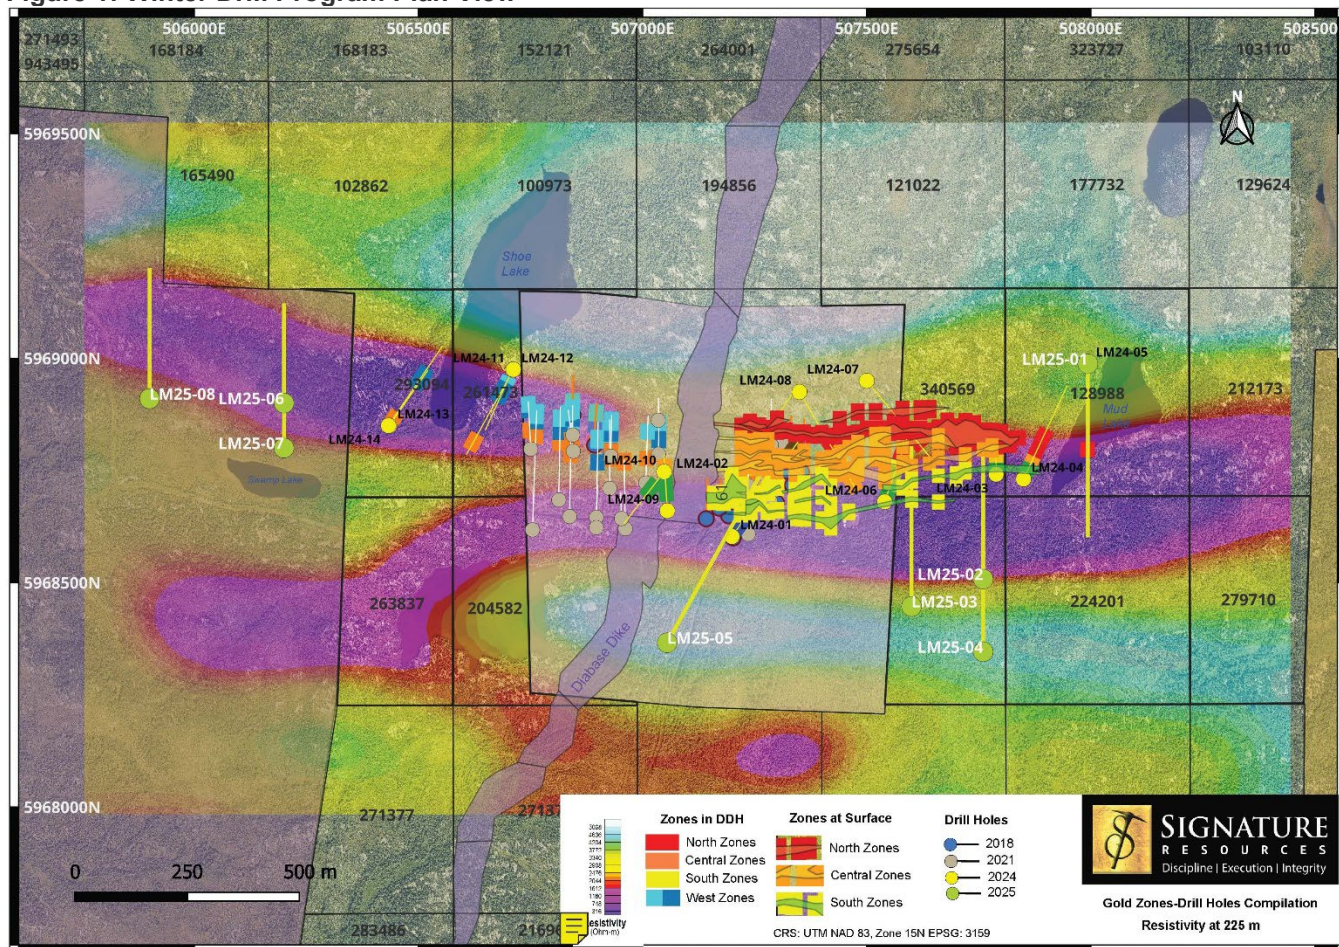 Figure 1: Winter Drill Program Plan View
506000E 506500E 507000E 507500E 508000E 508500
271493
943495
168184 168183 152121 264001 275654 323727 103110
N
5969500N
165490 102862 100973 194856 121022 177732 129624
Shoe
Lake
5969000N
LM24-11 LM24-12 LM24-08 LM24-07 LM25-01 LM24-05
293094 261473 340569 128988 212173
LM25-08 LM25-06
Mud
LM24-13
LM24-14
LM25-07
LM24-10 LM24-02 LM24-04
Swamp Lake
LM24-09 LM24-06 LM24-03
61
LM24-01
5968500N
LM25-02
263837 204582 LM25-03 224201 279710
LM25-05 LM25-04
Diabase Dike
5968000N
271377
0 250 500 m
283486
Zones in DDH
North Zones
Central Zones
South Zones
West Zones
Zones at Surface
North Zones
Central Zones
South Zones
Drill Holes
2018
2021
2024
2025
esistivity
(Ohm-m)
CRS: UTM NAD 83, Zone 15N EPSG: 3159
SIGNATURE
RESOURCES
Discipline | Execution | Integrity
Gold Zones-Drill Holes Compilation
Resistivity at 225 m